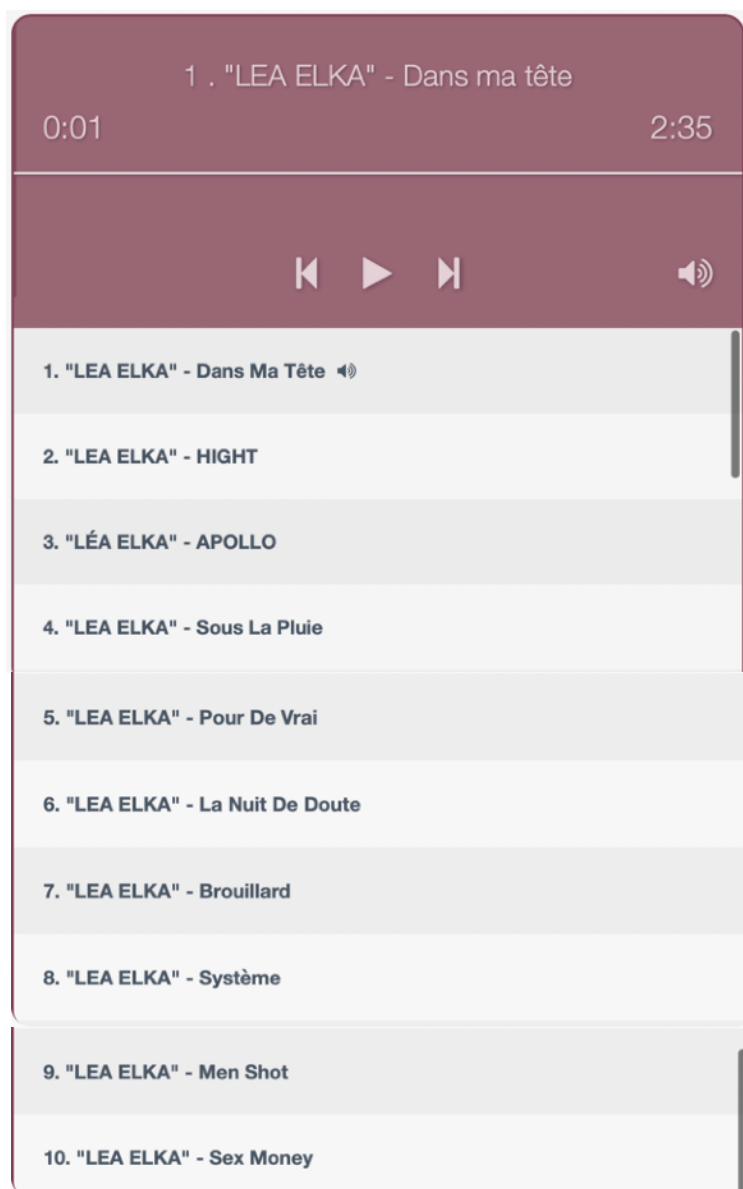 1 . "LEA ELKA" - Dans ma tête
0:01 2:35
1. "LEA ELKA" - Dans Ma Tête
2. "LEA ELKA" - HIGHT
3. "LÉA ELKA" - APOLLO
4. "LEA ELKA" - Sous La Pluie
5. "LEA ELKA" - Pour De Vrai
6. "LEA ELKA" - La Nuit De Doute
7. "LEA ELKA" - Brouillard
8. "LEA ELKA" - Système
9. "LEA ELKA" - Men Shot
10. "LEA ELKA" - Sex Money